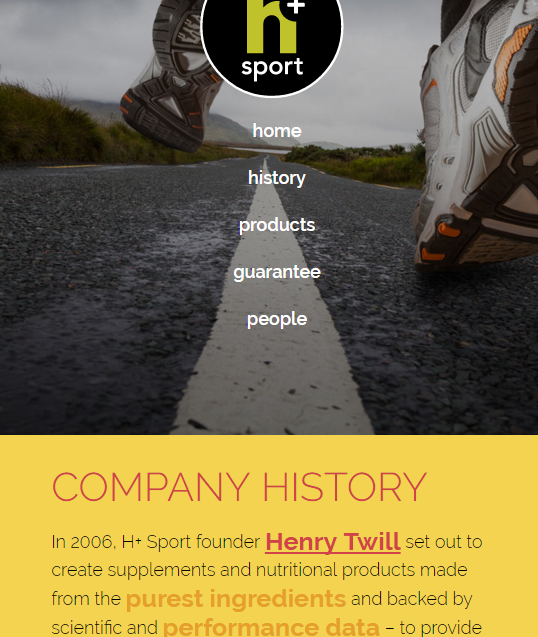 h+
sport
home
history
products
guarantee
people
COMPANY HISTORY
In 2006, H+ Sport founder Henry Twill set out to
create supplements and nutritional products made
from the purest ingredients and backed by
scientific and performance data – to provide